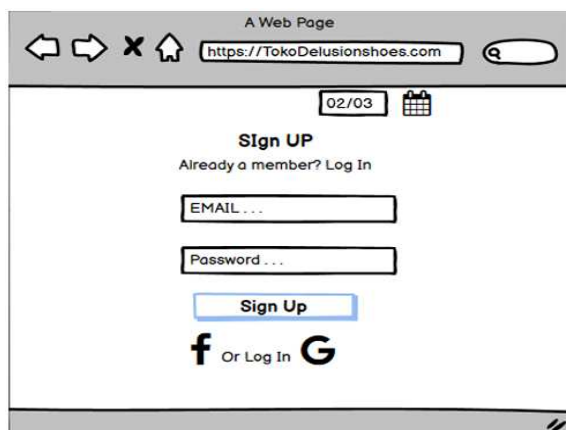 A Web Page
https://TokoDelusionshoes.com
02/03
SIgn UP
Already a member? Log In
EMAIL . . .
Password . . .
Sign Up
f Or Log In G